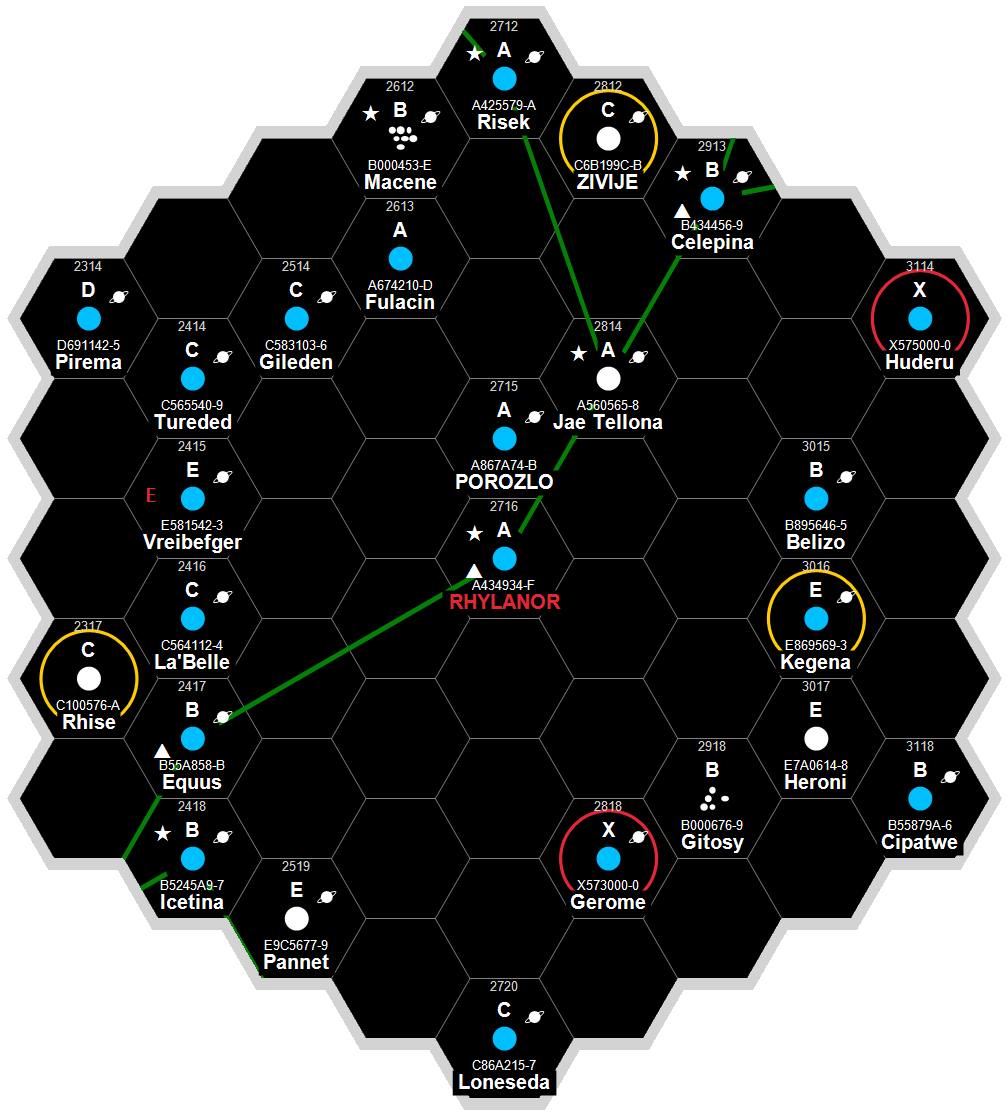 2712
A
A425579-A
Risek
2612
B
B000453-E
Macene
2812
C
C6B199C-B
ZIVIJE
2913
B
B434456-9
Celepina
2613
A
A674210-D
Fulacin
2314
D
D691142-5
Pirema
2514
C
C583103-6
Gileden
3114
X
X575000-0
Huderu
2414
C
C565540-9
Tureded
2814
A
A560565-8
Jae Tellona
2715
A
A867A74-B
POROZLO
2415
E
E
E581542-3
Vreibefger
3015
B
B895646-5
Belizo
2716
A
A434934-F
RHYLANOR
2416
C
C564112-4
La'Belle
3016
E
E869569-3
Kegena
2317
C
C100576-A
Rhise
2417
B
B55A858-B
Equus
3017
E
E7A0614-8
Heroni
2918
B
B000676-9
Gitosy
3118
B
B55879A-6
Cipatwe
2418
B
B5245A9-7
Icetina
2818
X
X573000-0
Gerome
2519
E
E9C5677-9
Pannet
2720
C
C86A215-7
Loneseda